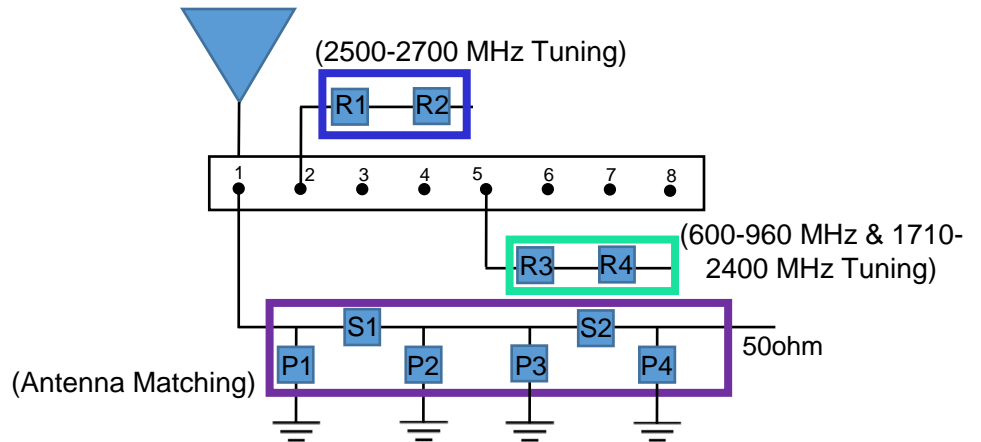 (2500-2700 MHz Tuning)
R1 R2
1 2 3 4 5 6 7 8
(600-960 MHz & 1710-
2400 MHz Tuning)
R3 R4
S1 S2
50ohm
P1 P2 P3 P4
(Antenna Matching)